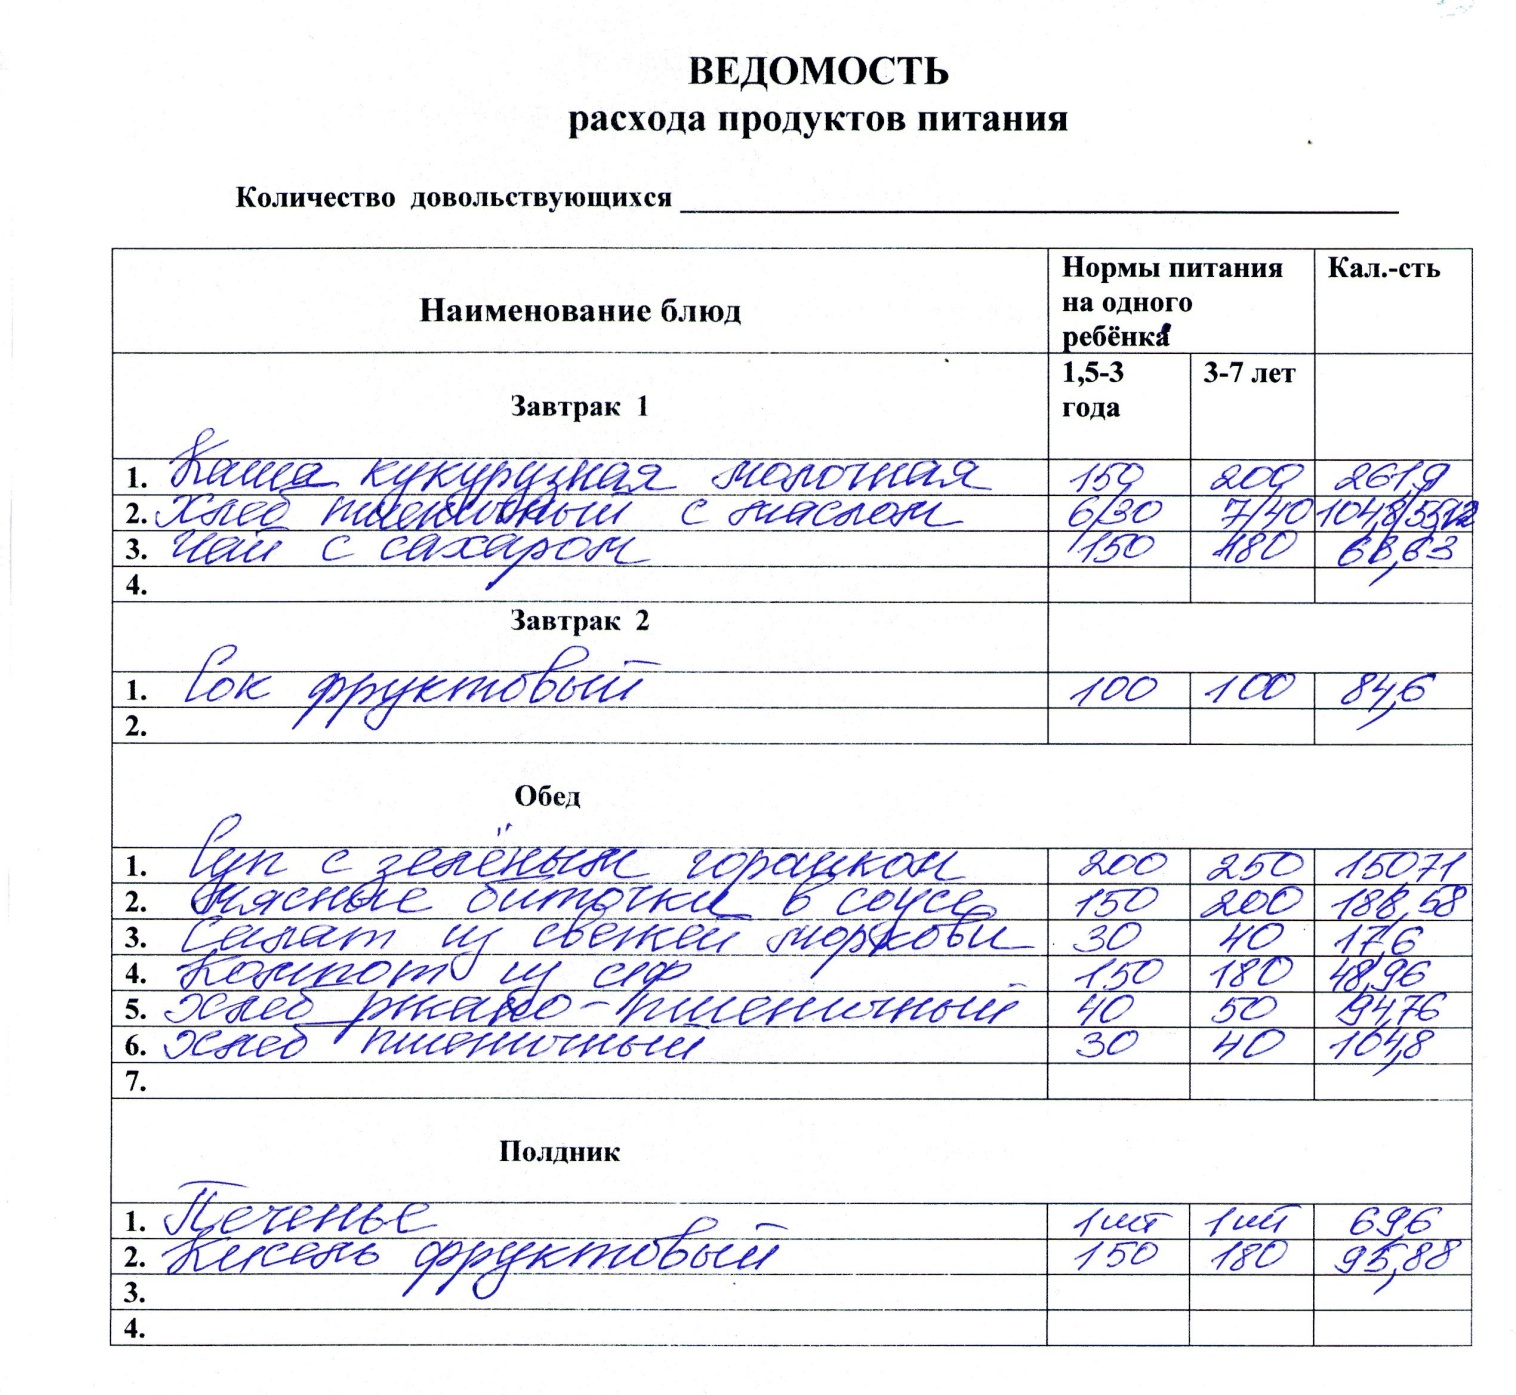 ВЕДОМОСТЬ
расхода продуктов питания
Количество довольствующихся
Наименование блюд Нормы питания на одного ребёнка Кал.-сть
Завтрак 1 1,5-3 года 3-7 лет
1. Каша кукурузная молочная 150 200 261,9
2. Хлеб пшеничный с маслом 6/30 7/40 104,8/
3. Чай с сахаром 150 180
4.
Завтрак 2
1. Сок фруктовый 100 100 84,6
2.
Обед
1. Суп с зелёным горошком 200 250 150,71
2. Мясные биточки в соусе 150 200 188,58
3. Салат из свежей моркови 30 40 17,6
4. Компот из с/ф 150 180 48,96
5. Хлеб ржано-пшеничный 40 50 94,76
6. Хлеб пшеничный 30 40 104,8
7.
Полдник
1. Печенье 1шт 1шт 69,6
2. Кисель фруктовый 150 180 95,88
3.
4.